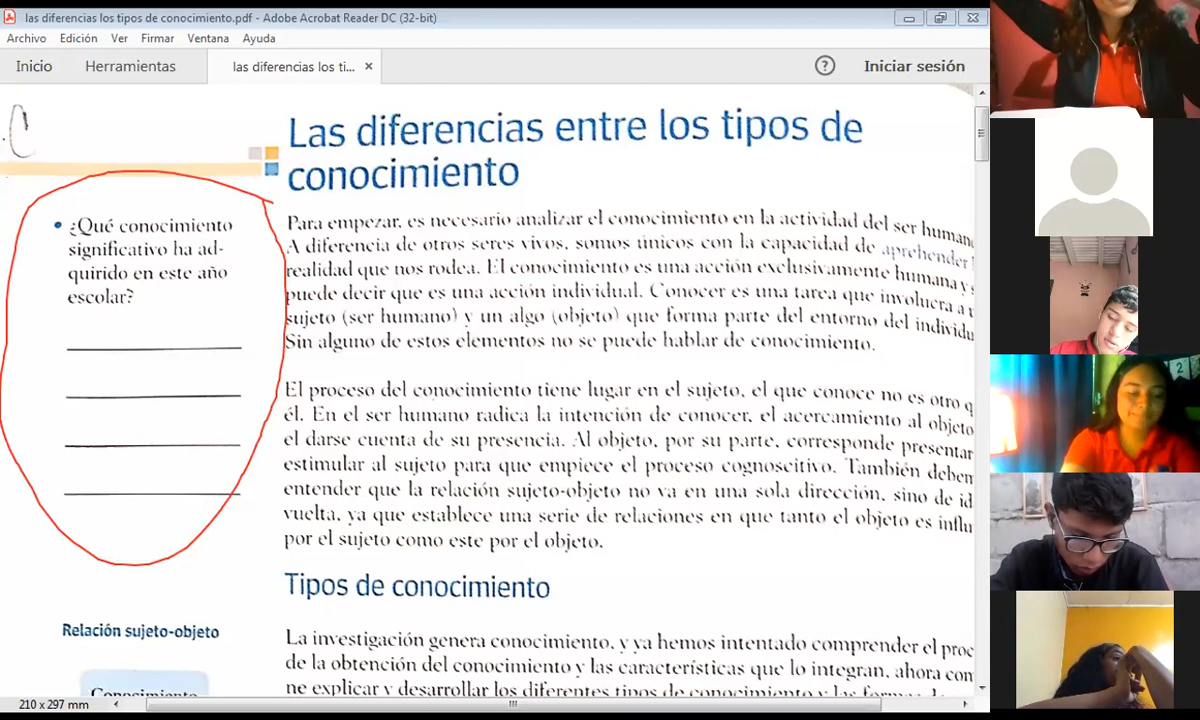 las diferencias los tipos de conocimiento.pdf - Adobe Acrobat Reader DC (32-bit)
Archivo Edición Ver Firmar Ventana Ayuda
Inicio Herramientas las diferencias los ti... × ? Iniciar sesión
Las diferencias entre los tipos de
conocimiento
• ¿Qué conocimiento
significativo ha ad-
quirido en este año
escolar?
Para empezar, es necesario analizar el conocimiento en la actividad del ser human
A diferencia de otros seres vivos, somos únicos con la capacidad de aprehender
realidad que nos rodea. El conocimiento es una acción exclusivamente humana y s
puede decir que es una acción individual. Conocer es una tarea que involucra a u
sujeto (ser humano) y un algo (objeto) que forma parte del entorno del individu
Sin alguno de estos elementos no se puede hablar de conocimiento.
El proceso del conocimiento tiene lugar en el sujeto, el que conoce no es otro q
él. En el ser humano radica la intención de conocer, el acercamiento al objeto
el darse cuenta de su presencia. Al objeto, por su parte, corresponde presentar
estimular al sujeto para que empiece el proceso cognoscitivo. También deben
entender que la relación sujeto-objeto no va en una sola dirección, sino de id
vuelta, ya que establece una serie de relaciones en que tanto el objeto es influ
por el sujeto como este por el objeto.
Tipos de conocimiento
Relación sujeto-objeto
Conocimiento
La investigación genera conocimiento, y ya hemos intentado comprender el proc
de la obtención del conocimiento y las características que lo integran, ahora con
ne explicar y desarrollar los diferentes tipos de conocimiento y las
210 x 297 mm